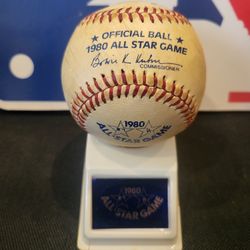 OFFICIAL BALL
1980 ALL STAR GAME
Bowie K Kuhn
COMMISSIONER
1980
ALL★STAR GAME
1980
ALL★STAR GAME